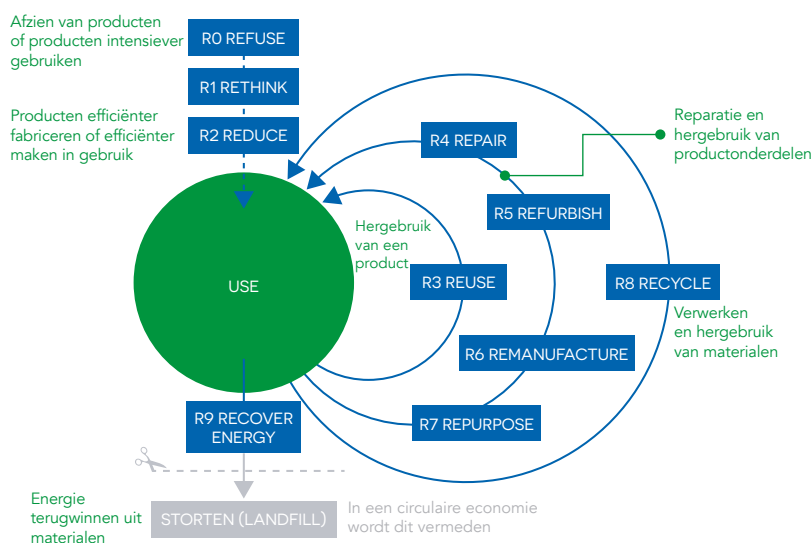 Afzien van producten
of producten intensiever
gebruiken
R0 REFUSE
R1 RETHINK
Producten efficiënter
fabriceren of efficiënter
maken in gebruik
R2 REDUCE
R4 REPAIR
Reparatie en
hergebruik van
productonderdelen
R5 REFURBISH
Hergebruik
van een
product
USE
R3 REUSE
R8 RECYCLE
Verwerken
en hergebruik
van materialen
R6 REMANUFACTURE
R7 REPURPOSE
R9 RECOVER
ENERGY
Energie
terugwinnen uit
materialen
STORTEN (LANDFILL)
In een circulaire economie
wordt dit vermeden